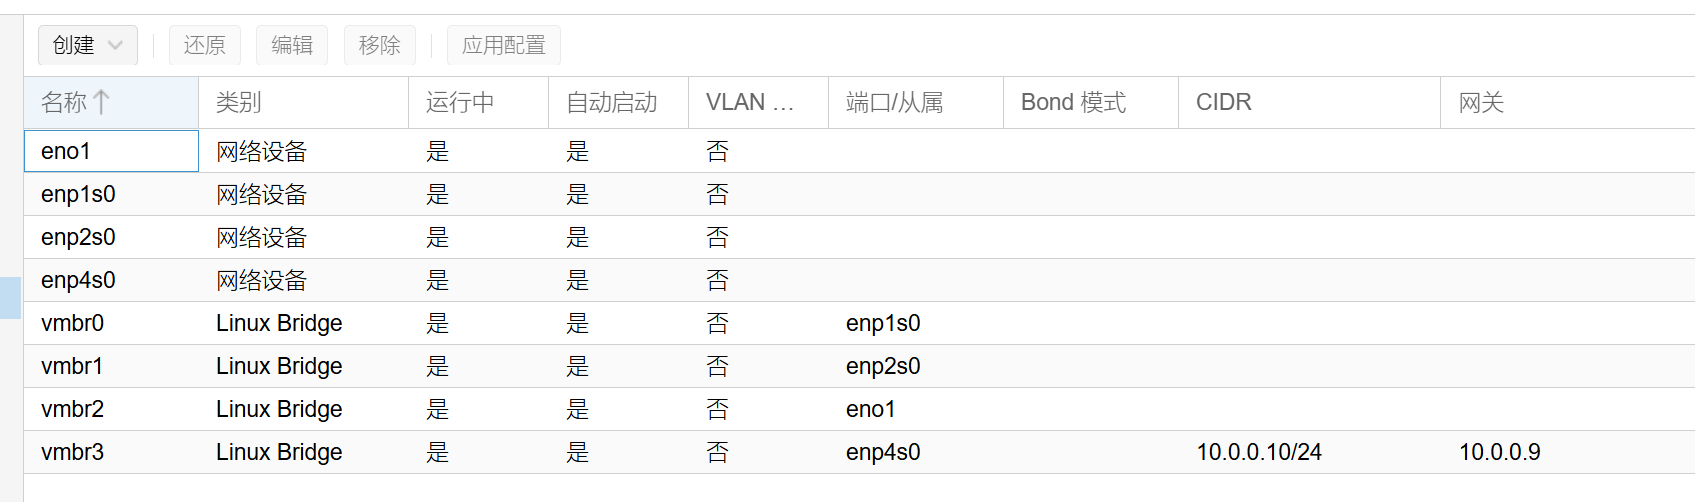 创建 还原 编辑 移除 应用配置
名称 类别 运行中 自动启动 VLAN ... 端口/从属 Bond 模式 CIDR 网关
eno1 网络设备 是 是 否
enp1s0 网络设备 是 是 否
enp2s0 网络设备 是 是 否
enp4s0 网络设备 是 是 否
vmbr0 Linux Bridge 是 是 否 enp1s0
vmbr1 Linux Bridge 是 是 否 enp2s0
vmbr2 Linux Bridge 是 是 否 eno1
vmbr3 Linux Bridge 是 是 否 enp4s0 10.0.0.10/24 10.0.0.9